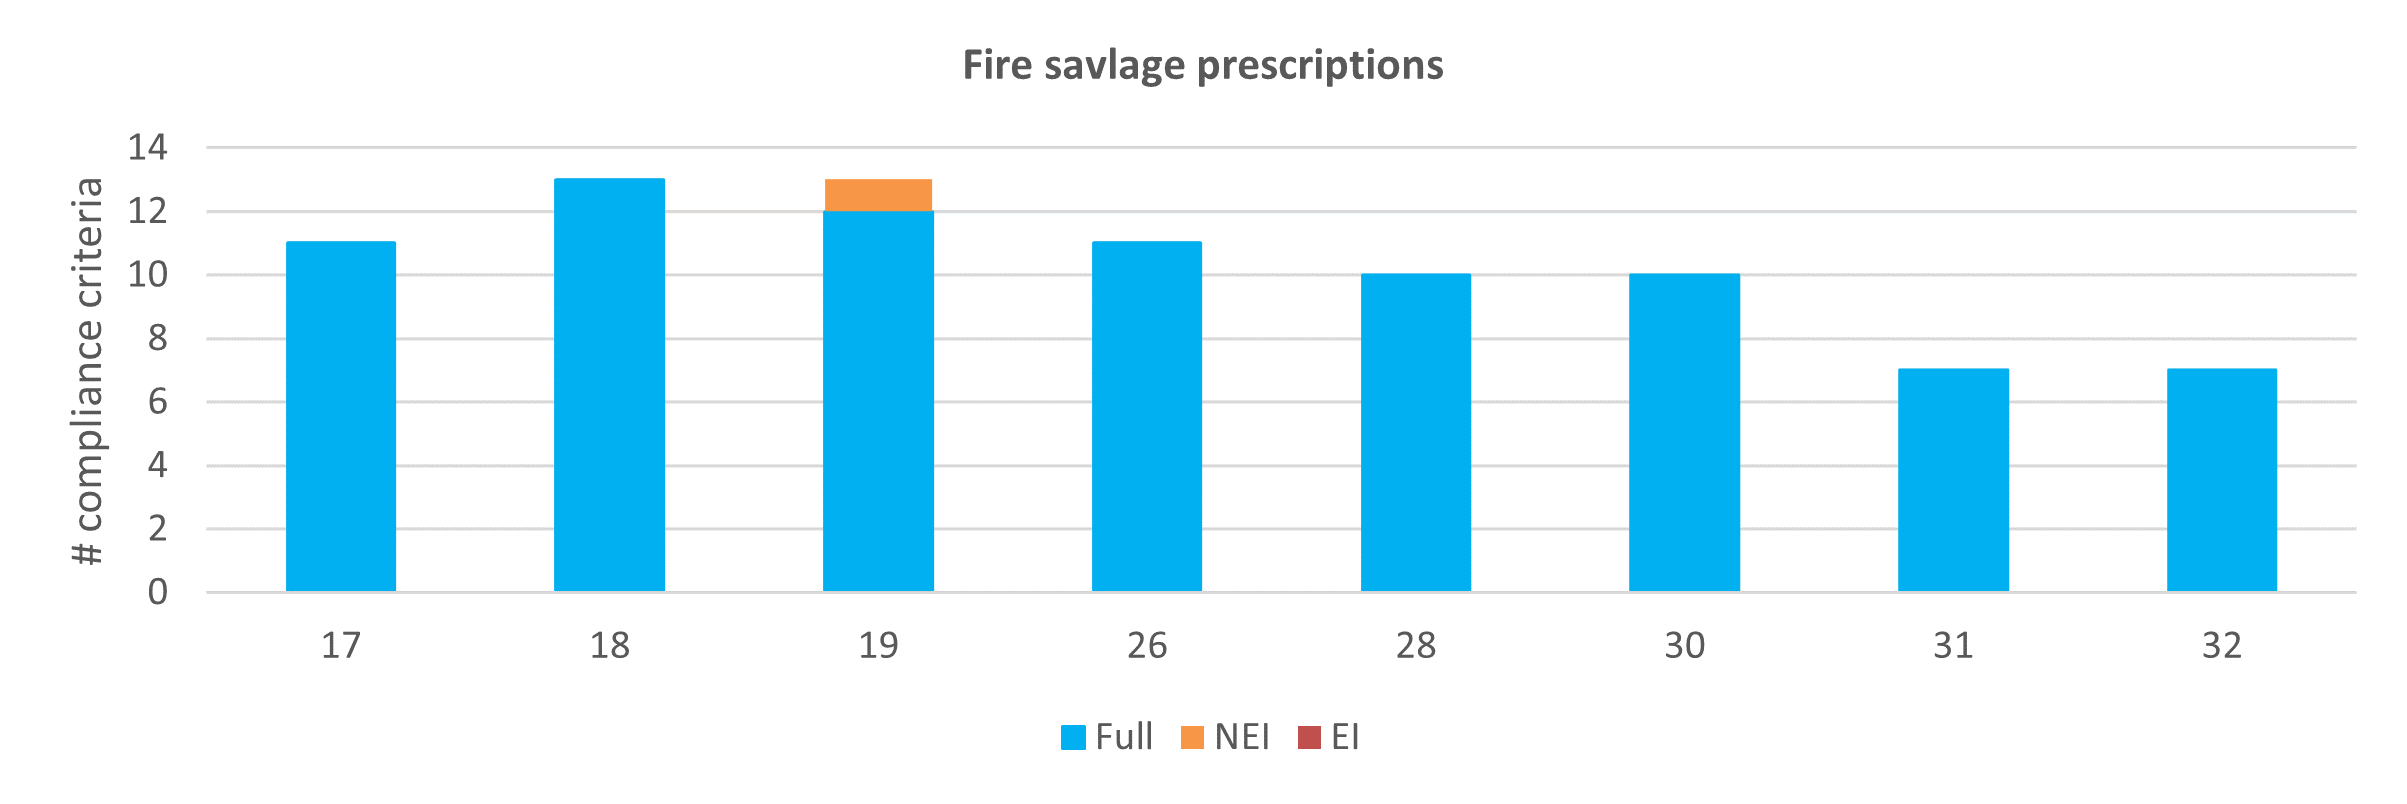 Fire savlage prescriptions
# compliance criteria
14
12
10
8
6
4
2
0
17 18 19 26 28 30 31 32
Full NEI EI